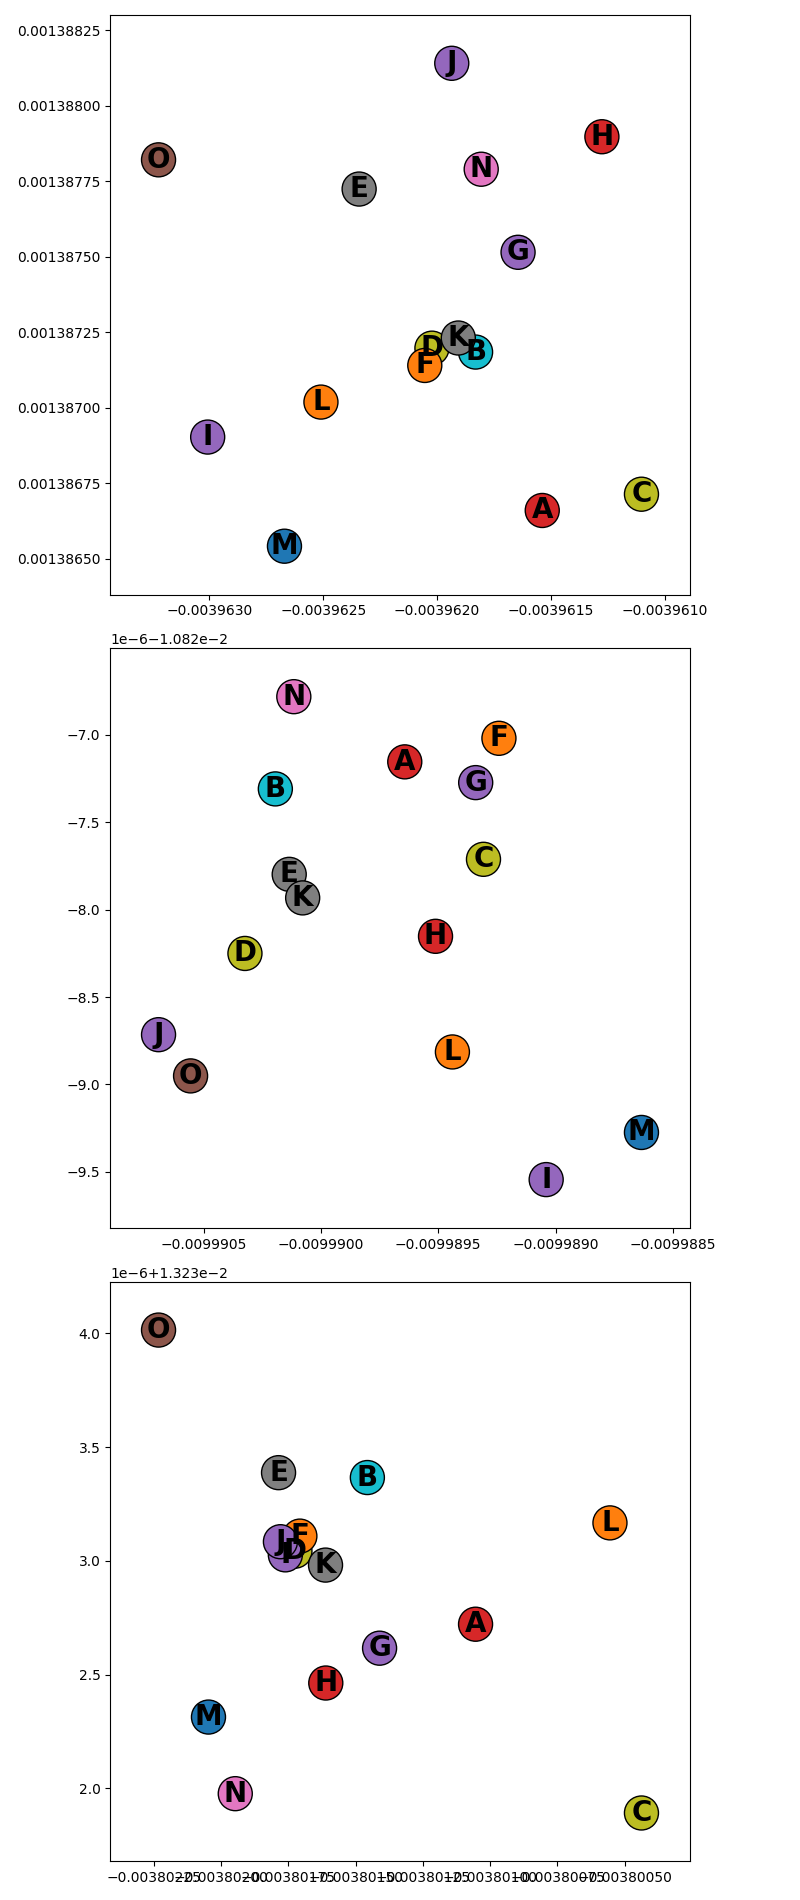 0.00138825
J
0.00138800
H
O
N
E
0.00138775
G
0.00138750
K
D
B
0.00138725
F
L
0.00138700
I
C
0.00138675
A
M
0.00138650
−0.0039630 −0.0039625 −0.0039620 −0.0039615 −0.0039610
1e−6−1.082e−2
N
−7.0
F
A
G
B
−7.5
C
E
K
−8.0
H
D
−8.5
J
L
O
−9.0
M
−9.5
I
−0.0099905 −0.0099900 −0.0099895 −0.0099890 −0.0099885
1e−6+1.323e−2
4.0
O
3.5
E
B
L
F
J
D
3.0
K
A
G
2.5
H
M
N
2.0
C